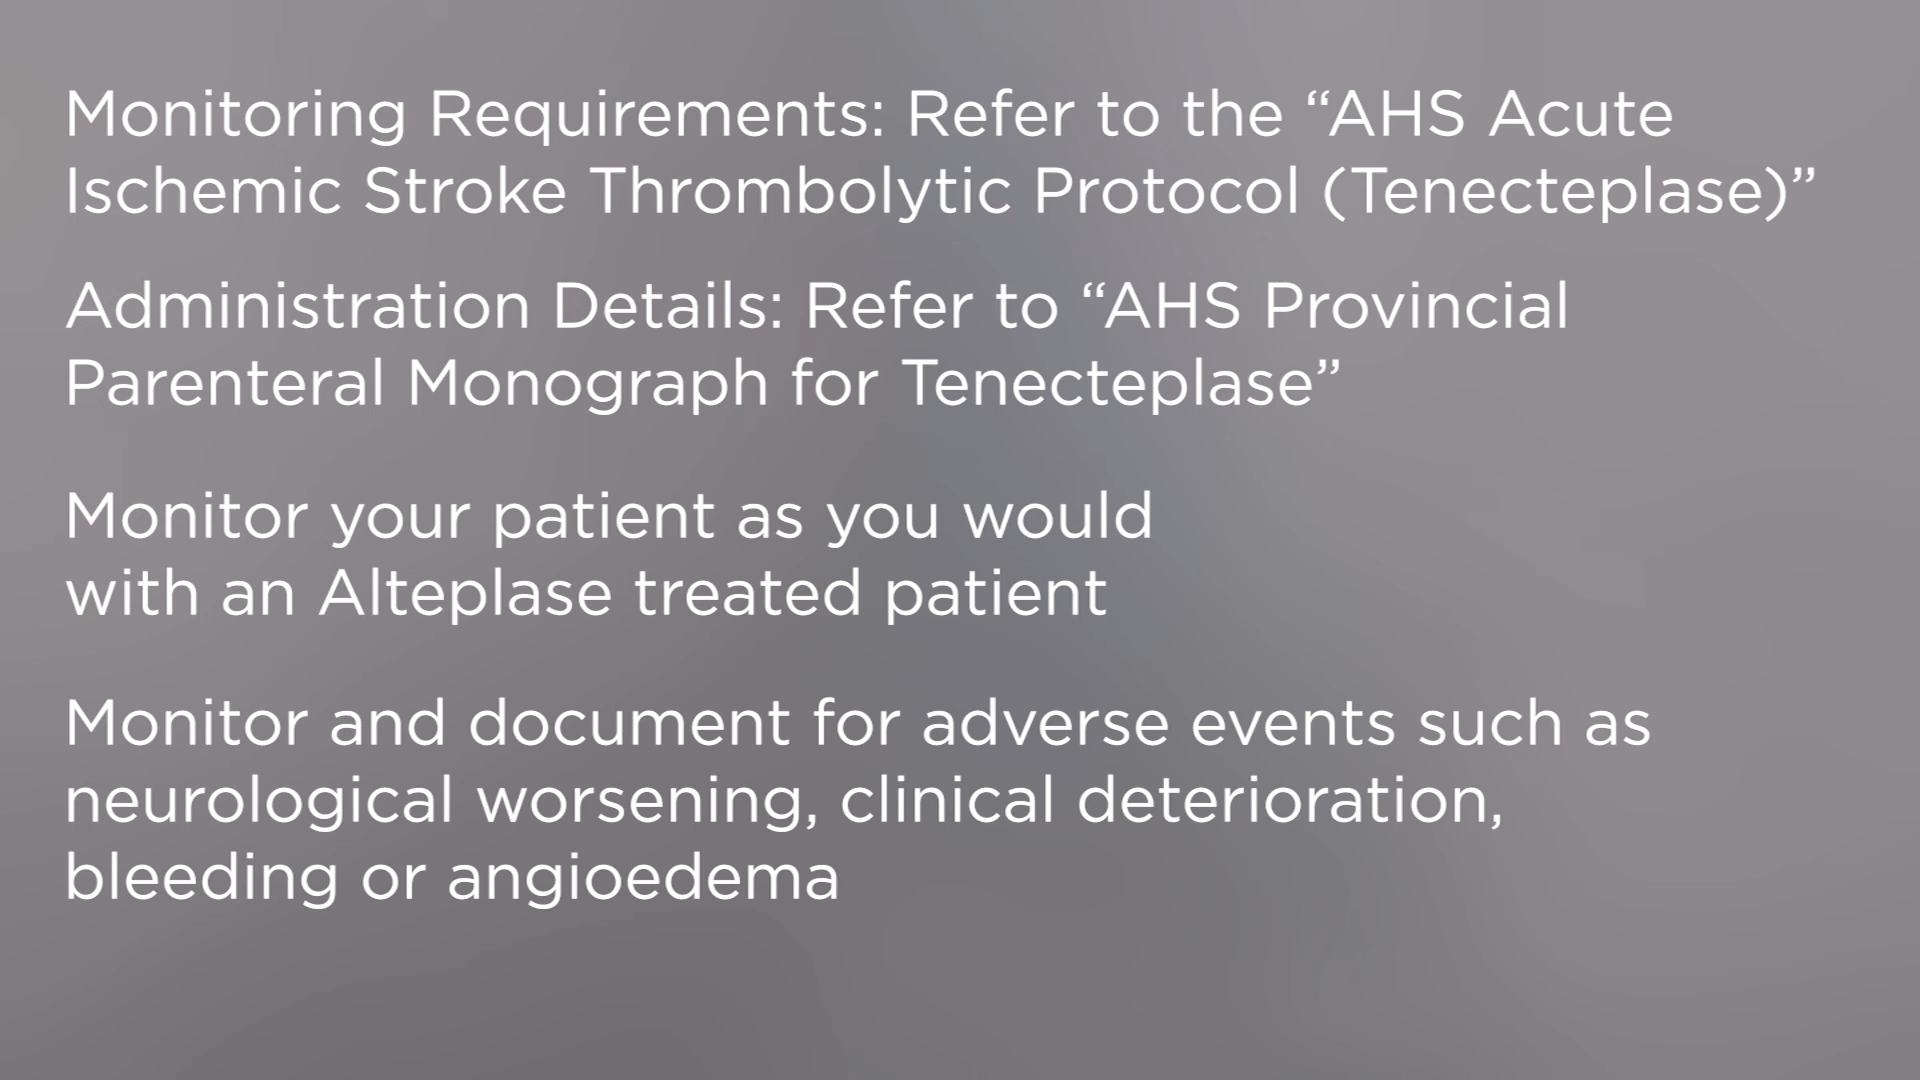 Monitoring Requirements: Refer to the “AHS Acute
Ischemic Stroke Thrombolytic Protocol (Tenecteplase)”
Administration Details: Refer to “AHS Provincial
Parenteral Monograph for Tenecteplase”
Monitor your patient as you would
with an Alteplase treated patient
Monitor and document for adverse events such as
neurological worsening, clinical deterioration,
bleeding or angioedema